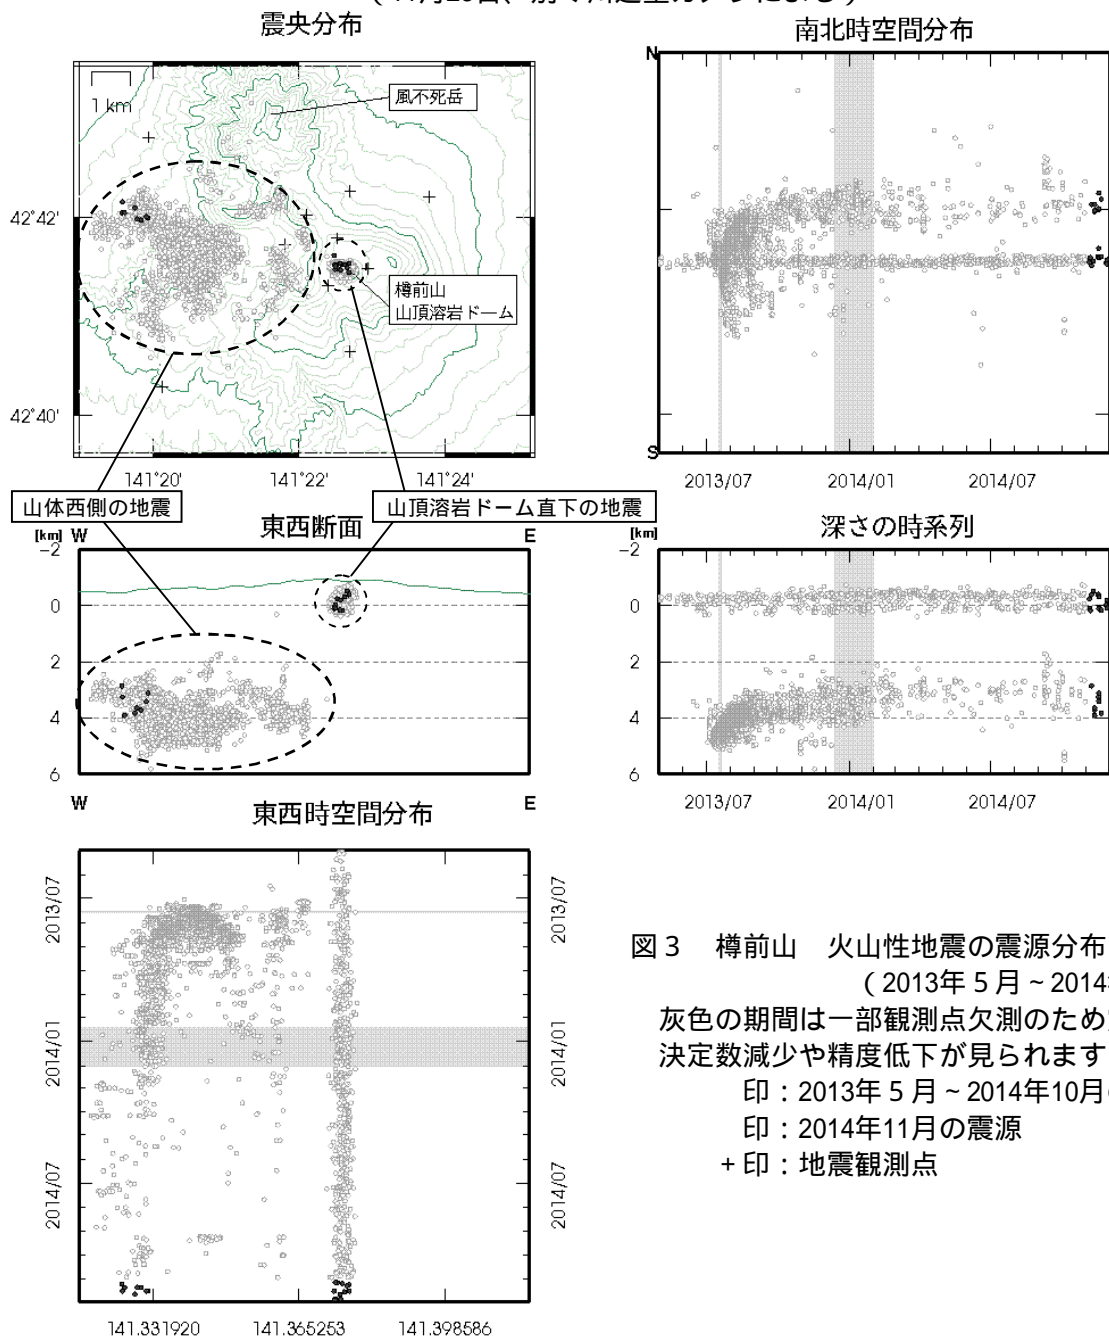 震央分布
1 km
風不死岳
樽前山
山頂溶岩ドーム
42°42'
42°40'
141°20'
141°22'
141°24'
山体西側の地震
山頂溶岩ドーム直下の地震
南北時空間分布
N
S
2013/07
2014/01
2014/07
東西断面
[km]
W
E
-2
0
2
4
6
深さの時系列
[km]
-2
0
2
4
6
2013/07
2014/01
2014/07
東西時空間分布
W
E
2013/07
2014/01
2014/07
2013/07
2014/01
2014/07
141.331920
141.365253
141.398586
図3 樽前山 火山性地震の震源分布
(2013年5月~2014
灰色の期間は一部観測点欠測のため
決定数減少や精度低下が見られます
印:2013年5月~2014年10月
印:2014年11月の震源
+印:地震観測点